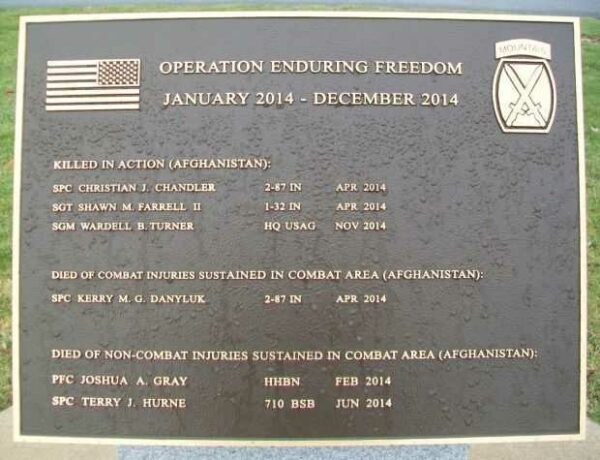 MOUNTAIN
OPERATION ENDURING FREEDOM
JANUARY 2014 - DECEMBER 2014
KILLED IN ACTION (AFGHANISTAN):
SPC CHRISTIAN J. CHANDLER 2-87 IN APR 2014
SGT SHAWN M. FARRELL II 1-32 IN APR 2014
SGM WARDELL B. TURNER HQ USAG NOV 2014
DIED OF COMBAT INJURIES SUSTAINED IN COMBAT AREA (AFGHANISTAN):
SPC KERRY M. G. DANYLUK 2-87 IN APR 2014
DIED OF NON-COMBAT INJURIES SUSTAINED IN COMBAT AREA (AFGHANISTAN):
PFC JOSHUA A. GRAY HHBN FEB 2014
SPC TERRY J. HURNE 710 BSB JUN 2014